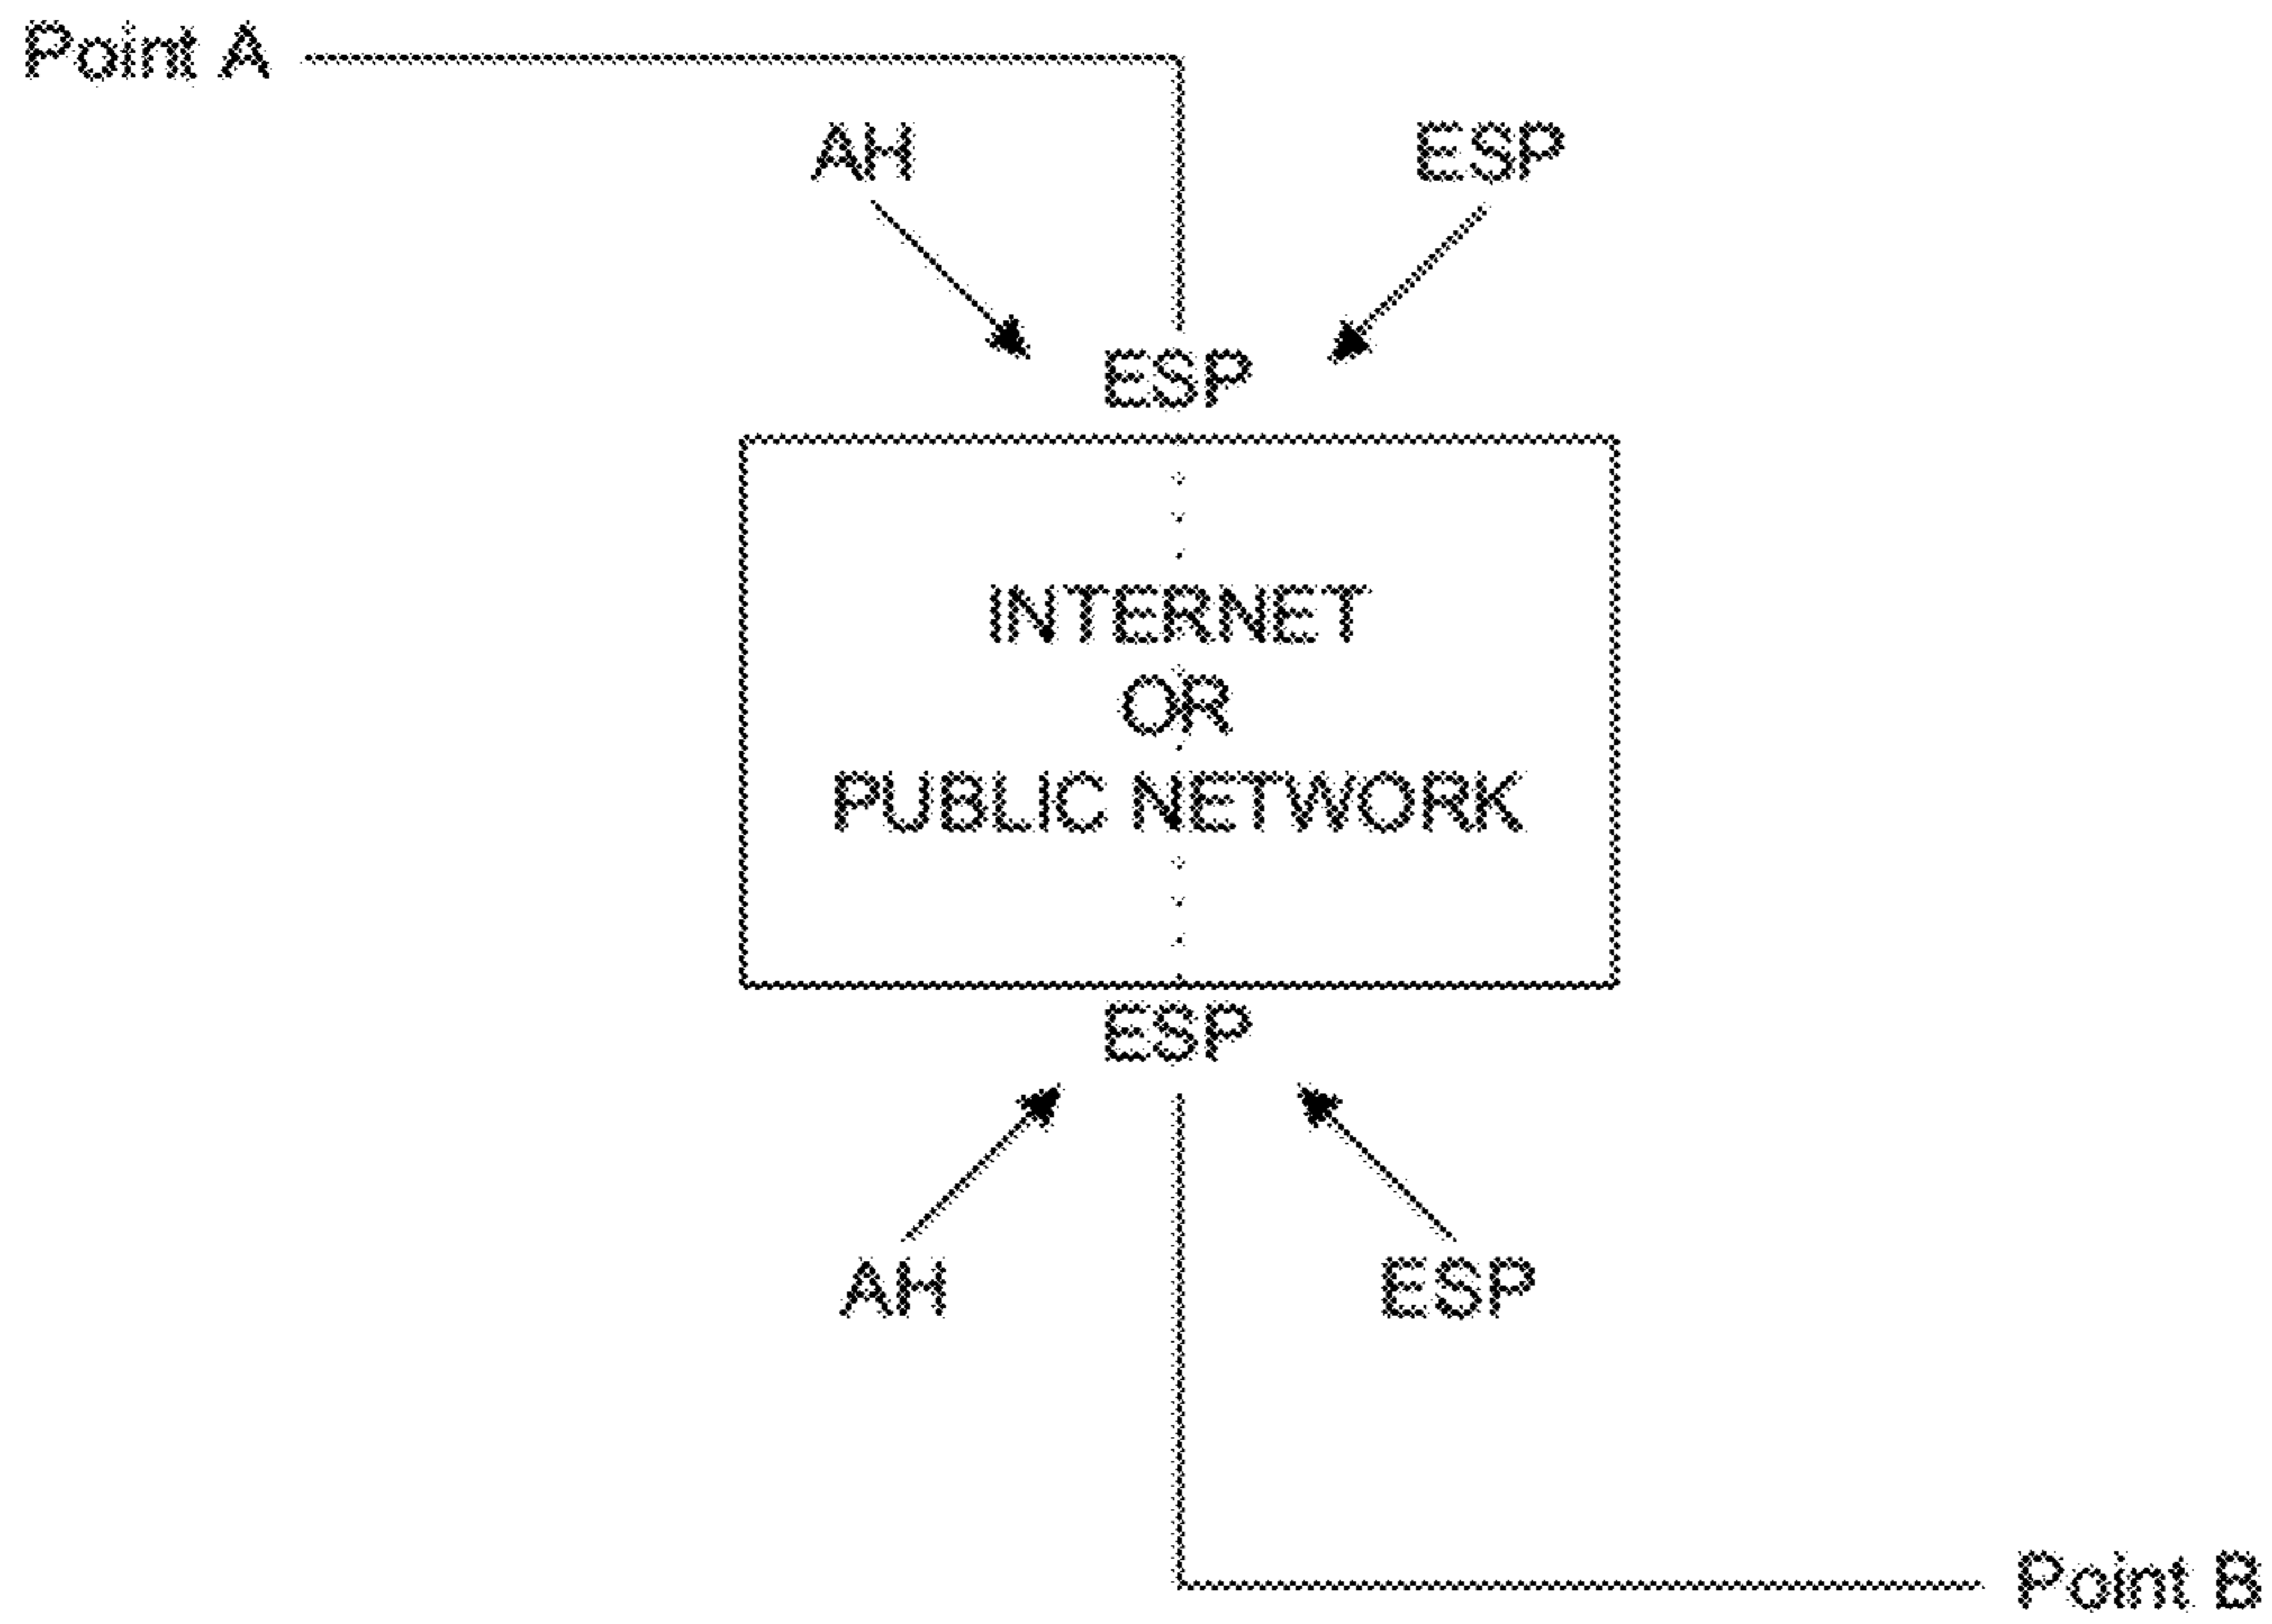 Point A
AH
ESP
ESP
INTERNET
OR
PUBLIC NETWORK
ESP
AH
ESP
Point B